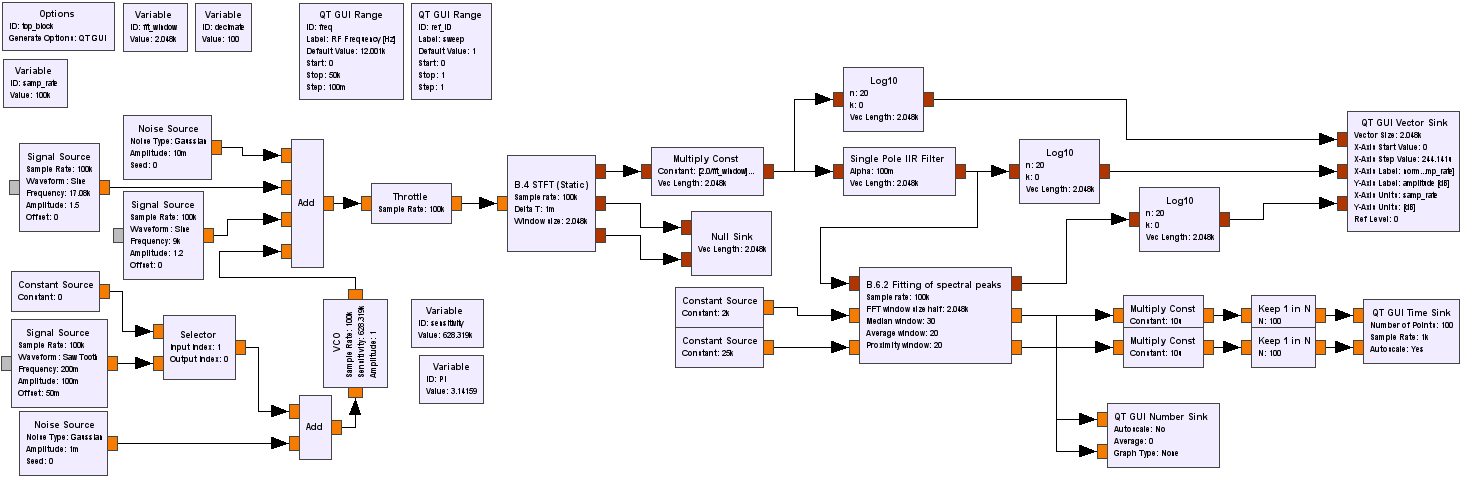 Options
ID: top_block
Generate Options: QT GUI
Variable
ID: fft_window
Value: 2.048k
Variable
ID: decimate
Value: 100
QT GUI Range
ID: freq
Label: RF Frequency [Hz]
Default Value: 12.001k
Start: 0
Stop: 50k
Step: 100m
QT GUI Range
ID: ref_ID
Label: sweep
Default Value: 1
Start: 0
Stop: 1
Step: 1
Variable
ID: samp_rate
Value: 100k
Noise Source
Noise Type: Gaussian
Amplitude: 10m
Seed: 0
Signal Source
Sample Rate: 100k
Waveform: Sine
Frequency: 17.08k
Amplitude: 1.5
Offset: 0
Signal Source
Sample Rate: 100k
Waveform: Sine
Frequency: 9k
Amplitude: 1.2
Offset: 0
Add
Throttle
Sample Rate: 100k
B.4 STFT (Static)
Sample rate: 100k
Delta T: 1m
Window size: 2.048k
Multiply Const
Constant: [2.0/fft_window]...
Vec Length: 2.048k
Null Sink
Vec Length: 2.048k
Log10
n: 20
k: 0
Vec Length: 2.048k
Single Pole IIR Filter
Alpha: 100m
Vec Length: 2.048k
Log10
n: 20
k: 0
Vec Length: 2.048k
Log10
n: 20
k: 0
Vec Length: 2.048k
QT GUI Vector Sink
Vector Size: 2.048k
X-Axis Start Value: 0
X-Axis Step Value: 244.141u
X-Axis Label: norm...mp_rate]
Y-Axis Label: amplitude [dB]
X-Axis Units: samp_rate
Y-Axis Units: [dB]
Ref Level: 0
Constant Source
Constant: 0
Signal Source
Sample Rate: 100k
Waveform: Saw Tooth
Frequency: 200m
Amplitude: 100m
Offset: 50m
Selector
Input Index: 1
Output Index: 0
Noise Source
Noise Type: Gaussian
Amplitude: 1m
Seed: 0
Add
VCO
Sample Rate: 100k
Sensitivity: 628.319k
Amplitude: 1
Variable
ID: sensitivity
Value: 628.319k
Variable
ID: PI
Value: 3.14159
Constant Source
Constant: 2k
Constant Source
Constant: 25k
B.6.2 Fitting of spectral peaks
Sample rate: 100k
FFT window size half: 2.048k
Median window: 30
Average window: 20
Proximity window: 20
Multiply Const
Constant: 10u
Multiply Const
Constant: 10u
Keep 1 in N
N: 100
Keep 1 in N
N: 100
QT GUI Time Sink
Number of Points: 100
Sample Rate: 1k
Autoscale: Yes
QT GUI Number Sink
Autoscale: No
Average: 0
Graph Type: None